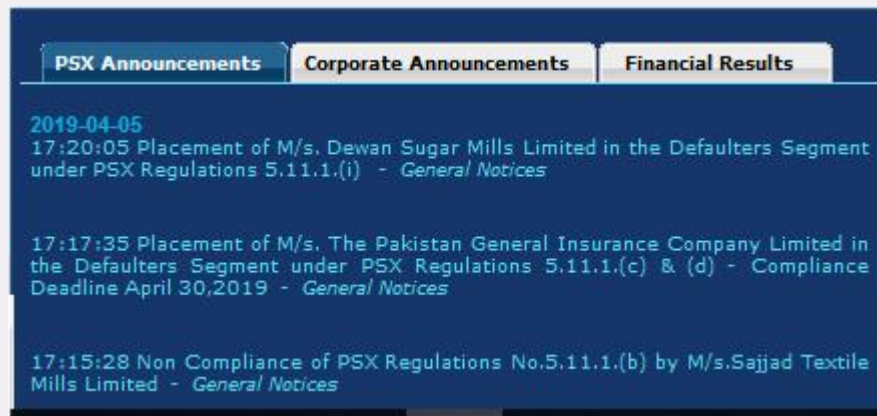 PSX Announcements Corporate Announcements Financial Results
2019-04-05
17:20:05 Placement of M/s. Dewan Sugar Mills Limited in the Defaulters Segment
under PSX Regulations 5.11.1.(i) - General Notices
17:17:35 Placement of M/s. The Pakistan General Insurance Company Limited in
the Defaulters Segment under PSX Regulations 5.11.1.(c) & (d) - Compliance
Deadline April 30,2019 - General Notices
17:15:28 Non Compliance of PSX Regulations No.5.11.1.(b) by M/s.Sajjad Textile
Mills Limited - General Notices